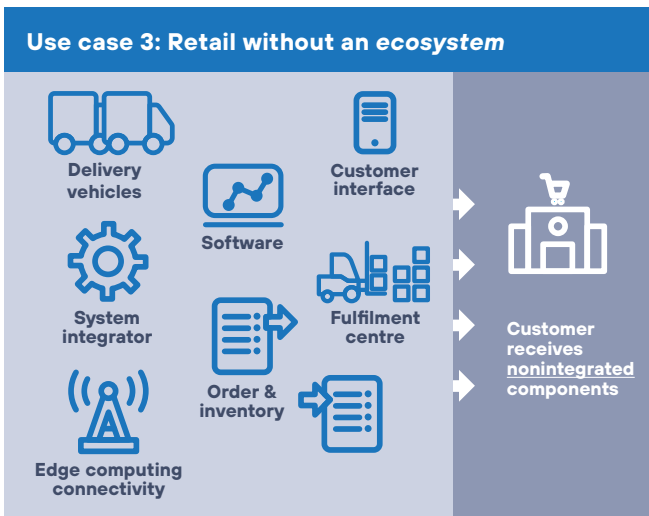 Use case 3: Retail without an ecosystem
Delivery
vehicles
Customer
interface
Software
System
integrator
Fulfilment
centre
Order &
inventory
Edge computing
connectivity
Customer
receives
nonintegrated
components